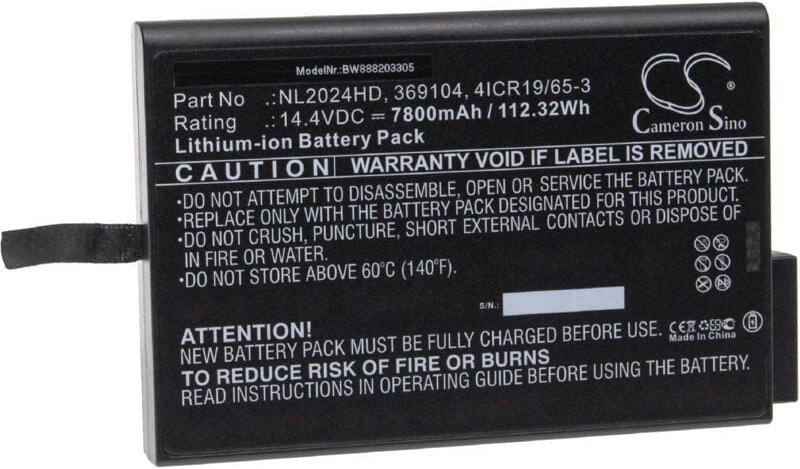 ModelNr.:BW888203305
Part No .:NL2024HD, 369104, 4ICR19/65-3
Rating :14.4VDC ⎓ 7800mAh / 112.32Wh
Lithium-ion Battery Pack
CS
Cameron Sino
CAUTION WARRANTY VOID IF LABEL IS REMOVED
•DO NOT ATTEMPT TO DISASSEMBLE, OPEN OR SERVICE THE BATTERY PACK.
•REPLACE ONLY WITH THE BATTERY PACK DESIGNATED FOR THIS PRODUCT.
•DO NOT CRUSH, PUNCTURE, SHORT EXTERNAL CONTACTS OR DISPOSE OF
IN FIRE OR WATER.
•DO NOT STORE ABOVE 60°C (140°F)
S/N.:
ATTENTION!
NEW BATTERY PACK MUST BE FULLY CHARGED BEFORE USE.
TO REDUCE RISK OF FIRE OR BURNS
READ CAREFULLY AT OPERATING GUIDE BEFORE USING.
CE
Made In China